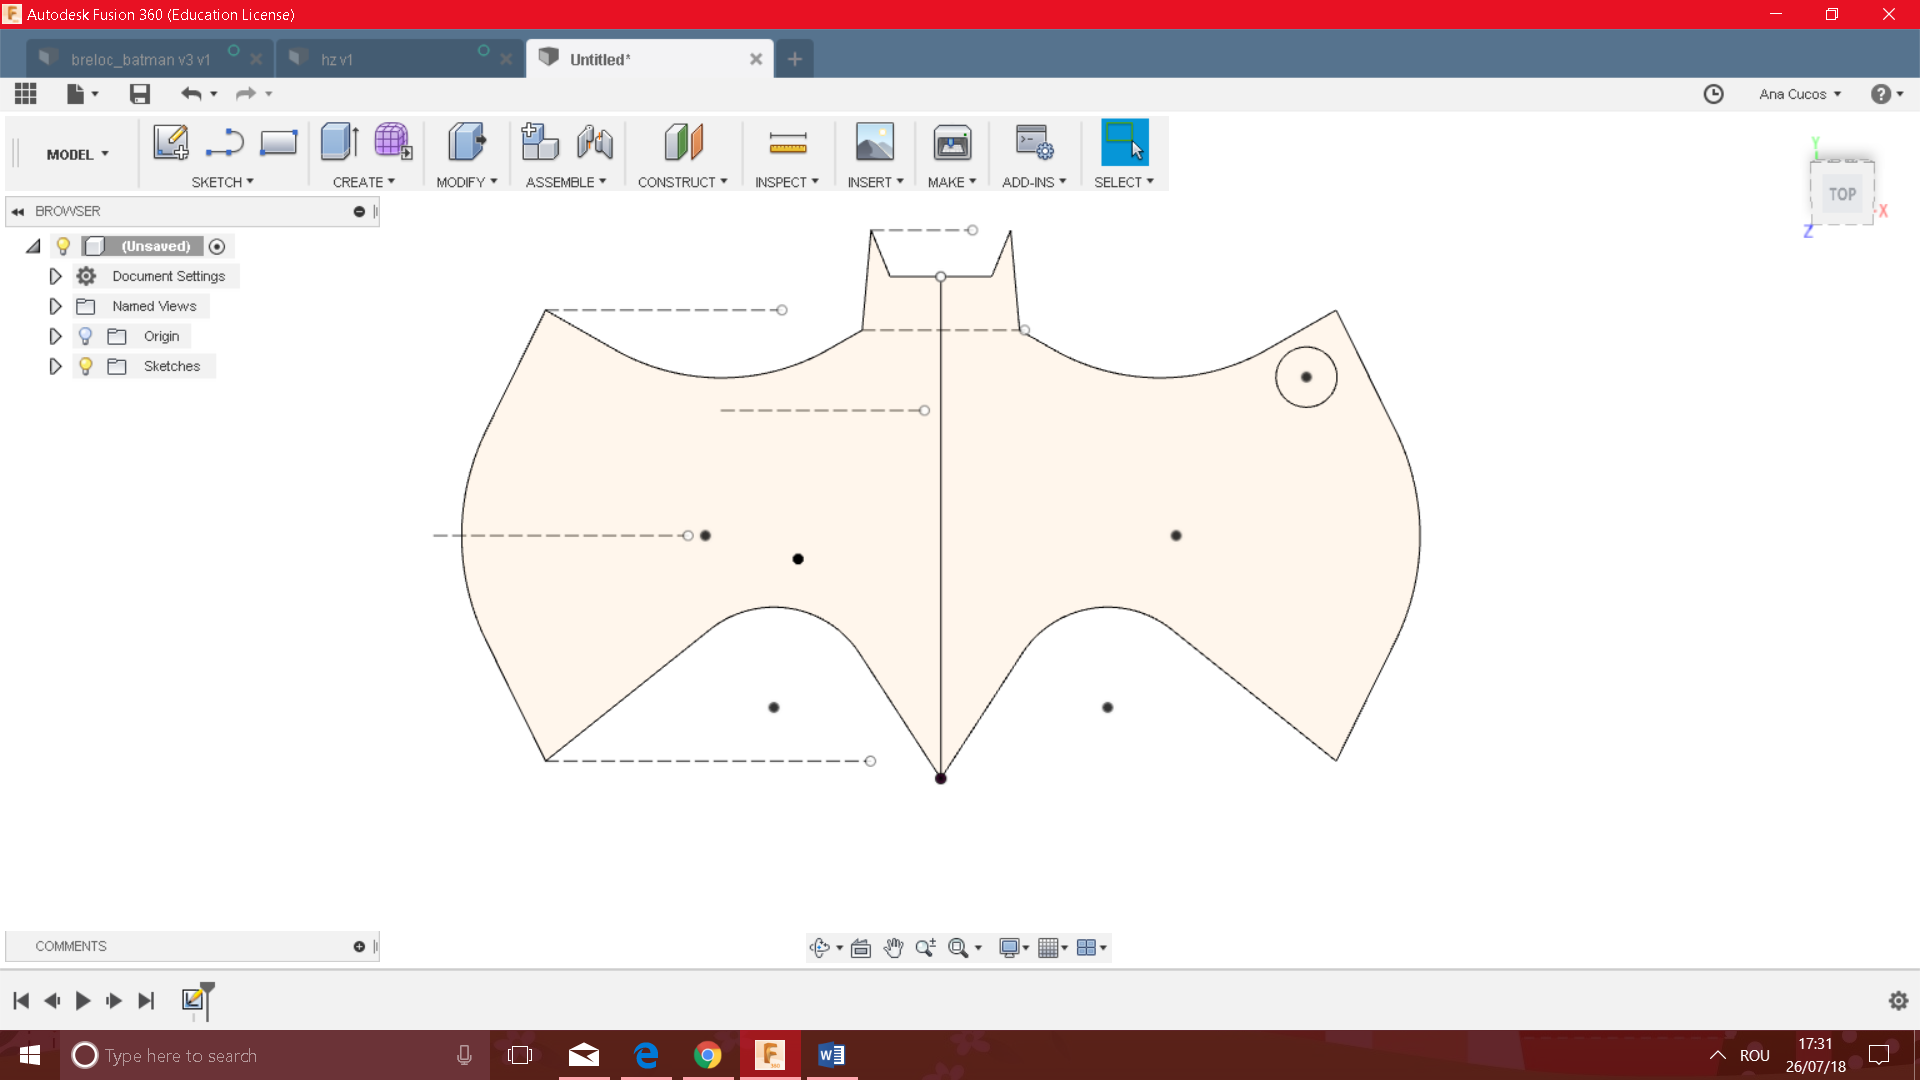 Autodesk Fusion 360 (Education License)
breloc_batman v3 v1
hz v1
Untitled*
Ana Cucos
MODEL
SKETCH
CREATE
MODIFY
ASSEMBLE
CONSTRUCT
INSPECT
INSERT
MAKE
ADD-INS
SELECT
Y
TOP
X
Z
BROWSER
(Unsaved)
Document Settings
Named Views
Origin
Sketches
COMMENTS
Type here to search
ROU
17:31
26/07/18